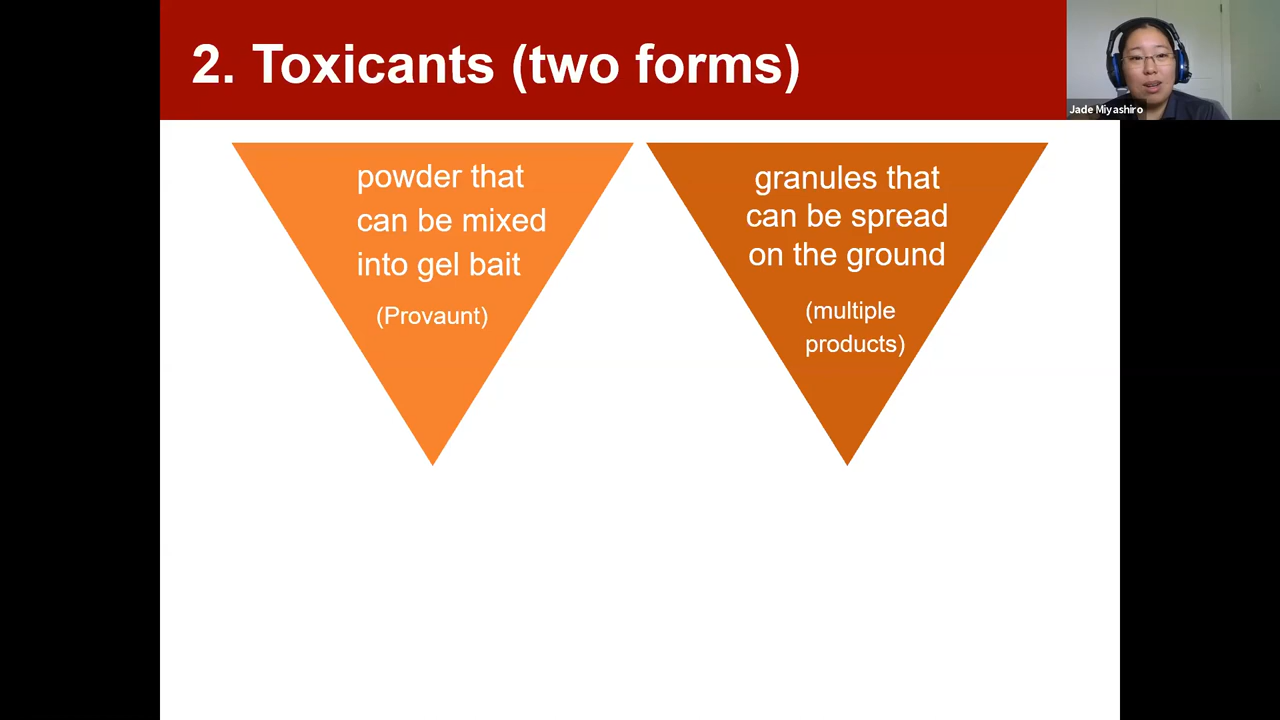 2. Toxicants (two forms)
Jade Miyashiro
powder that
can be mixed
into gel bait
(Provaunt)
granules that
can be spread
on the ground
(multiple
products)